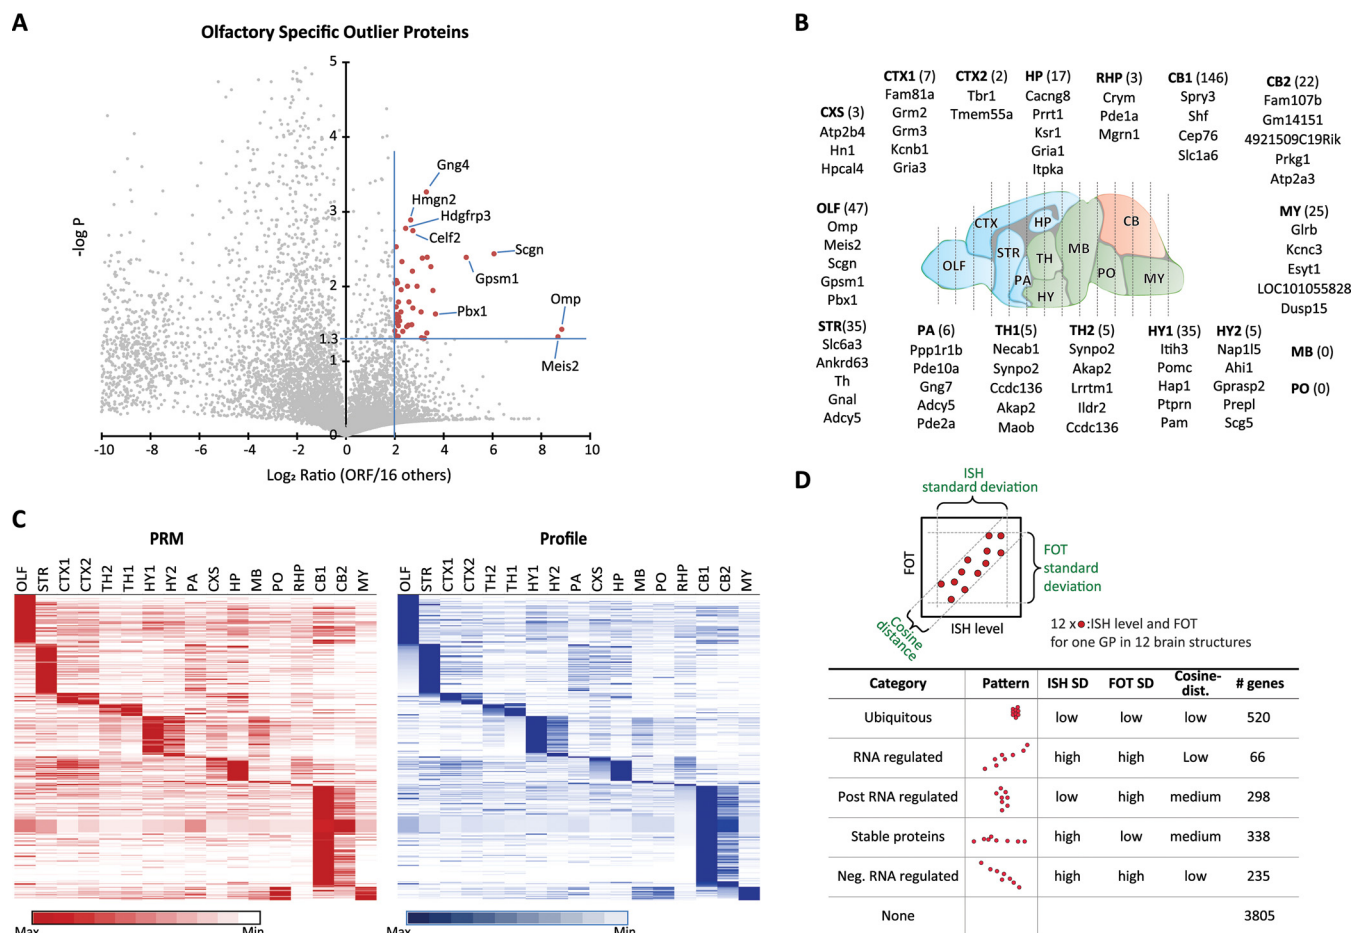 A
Olfactory Specific Outlier Proteins
5
4
3
2
1.3
1
0
-log P
Gng4
Hmgn2
Hdgfrp3
Celf2
Scgn
Gpsm1
Pbx1
Omp
Meis2
-10 -8 -6 -4 -2 0 2 4 6 8 10
Log₂ Ratio (ORF/16 others)
B
CXS (3)
Atp2b4
Hn1
Hpcal4
CTX1 (7)
Fam81a
Grm2
Grm3
Kcnb1
Gria3
CTX2 (2)
Tbr1
Tmem55a
HP (17)
Cacng8
Prrt1
Ksr1
Gria1
Itpka
RHP (3)
Crym
Pde1a
Mgrn1
CB1 (146)
Spry3
Shf
Cep76
Slc1a6
CB2 (22)
Fam107b
Gm14151
4921509C19Rik
Prkg1
Atp2a3
OLF (47)
Omp
Meis2
Scgn
Gpsm1
Pbx1
OLF
CTX
STR
PA
HP
TH
HY
MB
PO
CB
MY
MY (25)
Glrb
Kcnc3
Esyt1
LOC101055828
Dusp15
STR(35)
Slc6a3
Ankrd63
Th
Gnal
Adcy5
PA (6)
Ppp1r1b
Pde10a
Gng7
Adcy5
Pde2a
TH1(5)
Necab1
Synpo2
Ccdc136
Akap2
Maob
TH2 (5)
Synpo2
Akap2
Lrrtm1
Ildr2
Ccdc136
HY1 (35)
Itih3
Pomc
Hap1
Ptprn
Pam
HY2 (5)
Nap1l5
Ahi1
Gprasp2
Prepl
Scg5
MB (0)
PO (0)
C
PRM
OLF STR CTX1 CTX2 TH2 TH1 HY1 HY2 PA CXS HP MB PO RHP CB1 CB2 MY
Max Min
Profile
OLF STR CTX1 CTX2 TH2 TH1 HY1 HY2 PA CXS HP MB PO RHP CB1 CB2 MY
Max Min
D
ISH
standard deviation
FOT
FOT
standard
deviation
Cosine
distance
ISH level
12 x :ISH level and FOT
for one GP in 12 brain structures
Category Pattern ISH SD FOT SD Cosine-
dist. # genes
Ubiquitous low low low 520
RNA regulated high high Low 66
Post RNA regulated low high medium 298
Stable proteins high low medium 338
Neg. RNA regulated high high low 235
None 3805